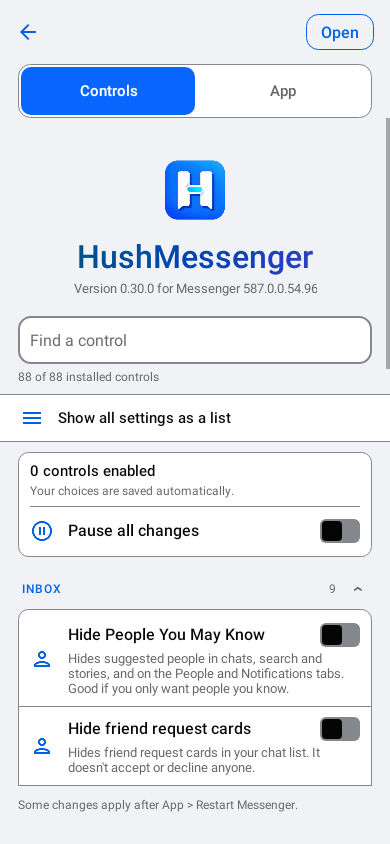 Open
Controls
App
HushMessenger
Version 0.30.0 for Messenger 587.0.0.54.96
Find a control
88 of 88 installed controls
Show all settings as a list
0 controls enabled
Your choices are saved automatically.
Pause all changes
INBOX
9
Hide People You May Know
Hides suggested people in chats, search and
stories, and on the People and Notifications tabs.
Good if you only want people you know.
Hide friend request cards
Hides friend request cards in your chat list. It
doesn't accept or decline anyone.
Some changes apply after App > Restart Messenger.